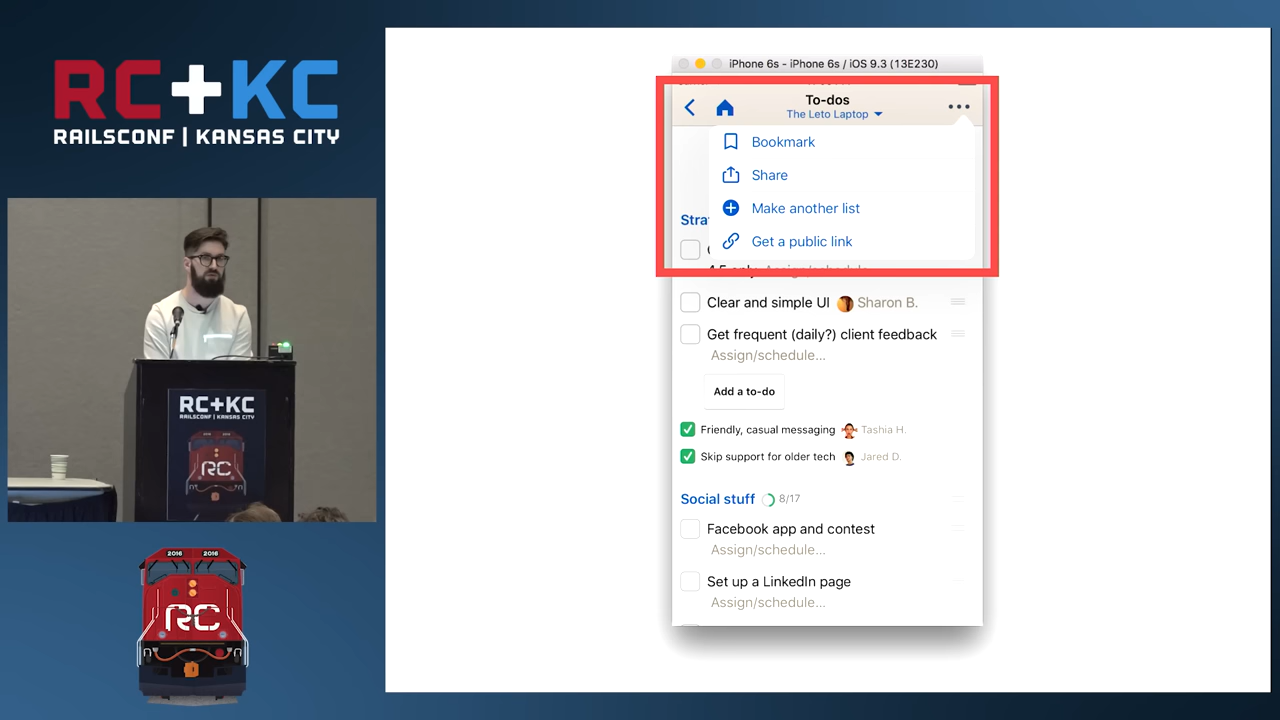 RC+KC
RAILSCONF | KANSAS CITY
RC+KC
RAILSCONF | KANSAS CITY
RC
2016 2016
RC
iPhone 6s - iPhone 6s / iOS 9.3 (13E230)
To-dos
The Leto Laptop
Bookmark
Share
Make another list
Get a public link
Stra
Assign/schedule
Clear and simple UI Sharon B.
Get frequent (daily?) client feedback
Assign/schedule...
Add a to-do
Friendly, casual messaging Tashia H.
Skip support for older tech Jared D.
Social stuff 8/17
Facebook app and contest
Assign/schedule...
Set up a LinkedIn page
Assign/schedule...